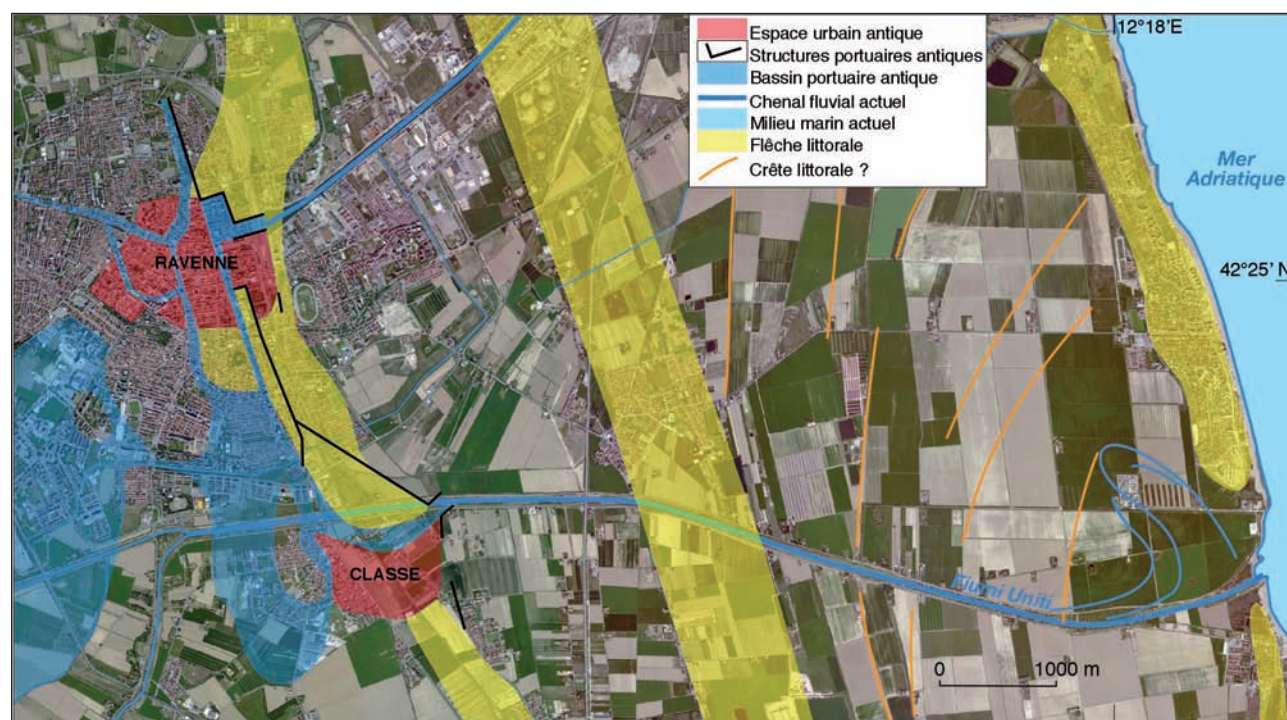 Espace urbain antique
Structures portuaires antiques
Bassin portuaire antique
Chenal fluvial actuel
Milieu marin actuel
Flêche littorale
Crête littorale ?
12°18'E
Mer
Adriatique
42°25' N
RAVENNE
CLASSE
Fiumi Uniti
0 1000 m